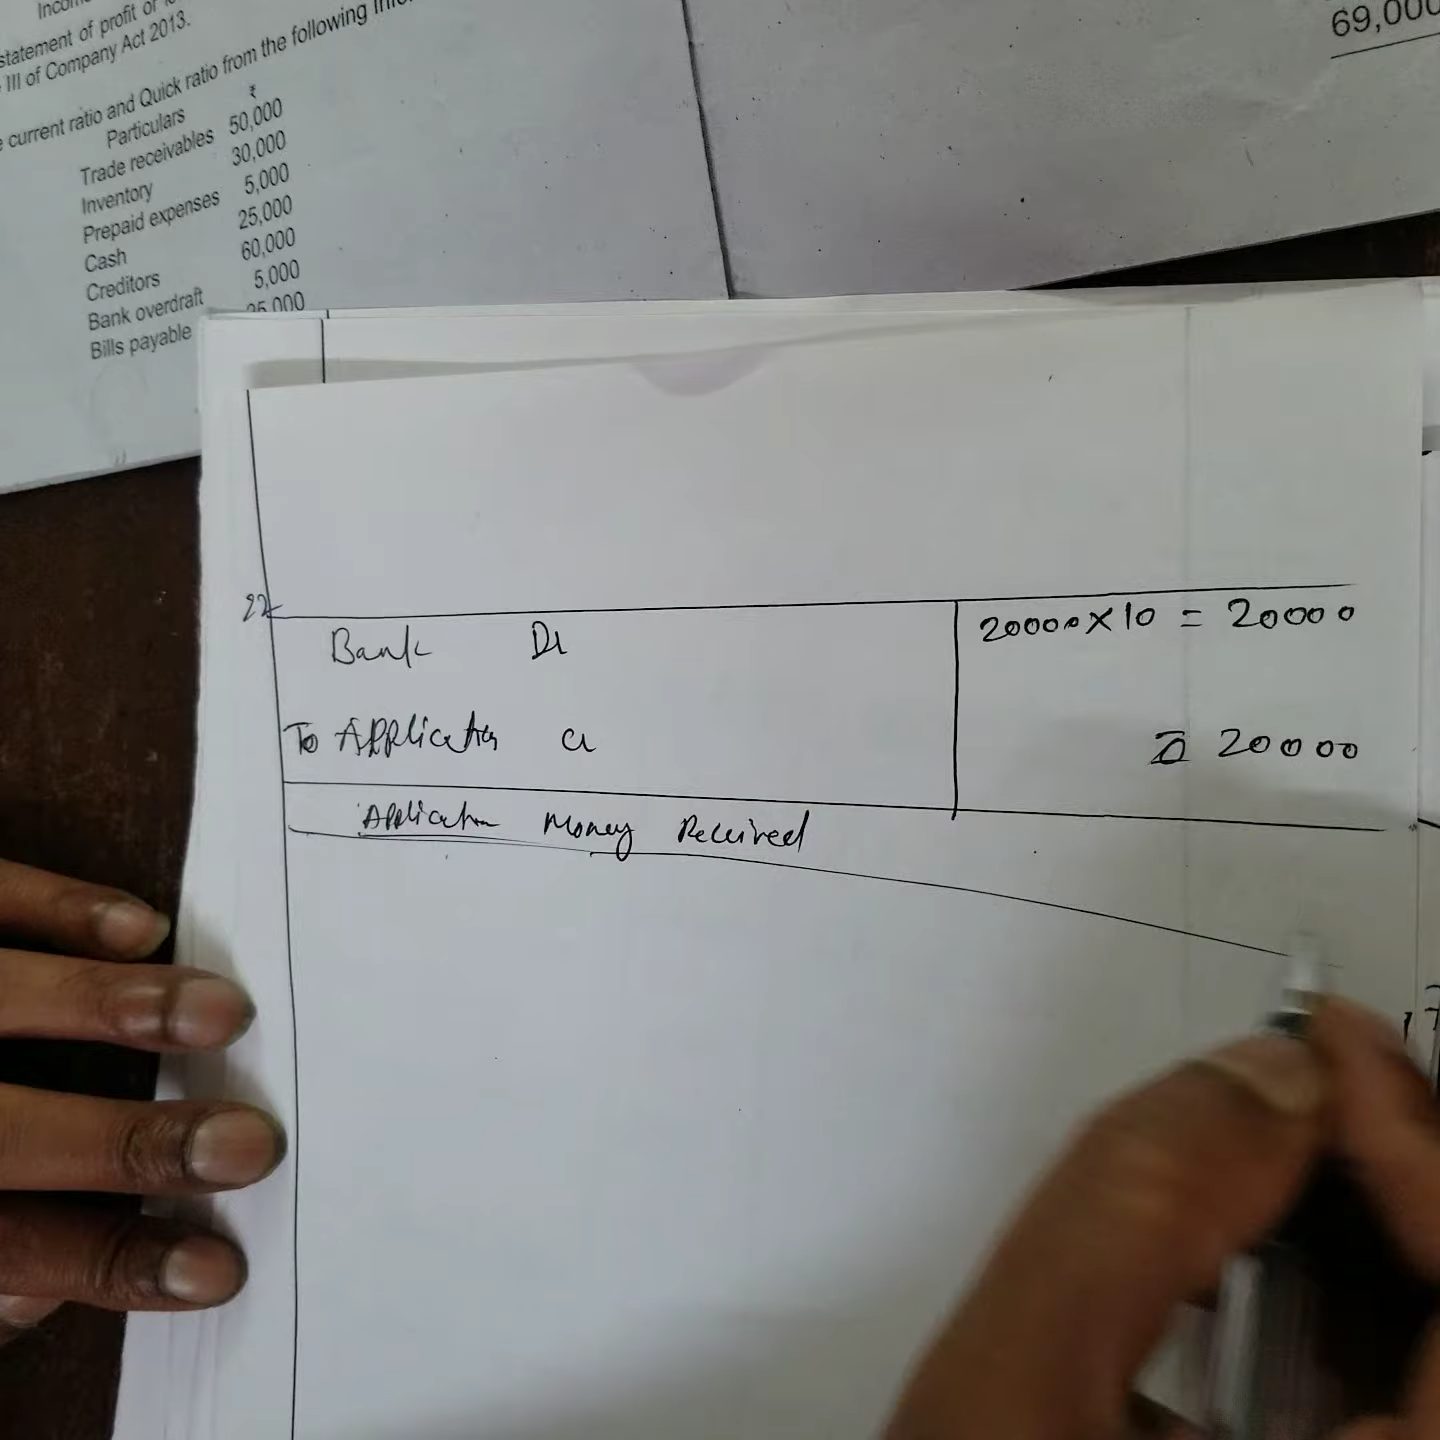 statement of profit or
III of Company Act 2013.
current ratio and Quick ratio from the following
Particulars ₹
Trade receivables 50,000
Inventory 30,000
Prepaid expenses 5,000
Cash 25,000
Creditors 60,000
Bank overdraft 5,000
Bills payable
69,000
22
Bank Dr 20000×10 = 20000
To Application Cr 20000
Application Money Received